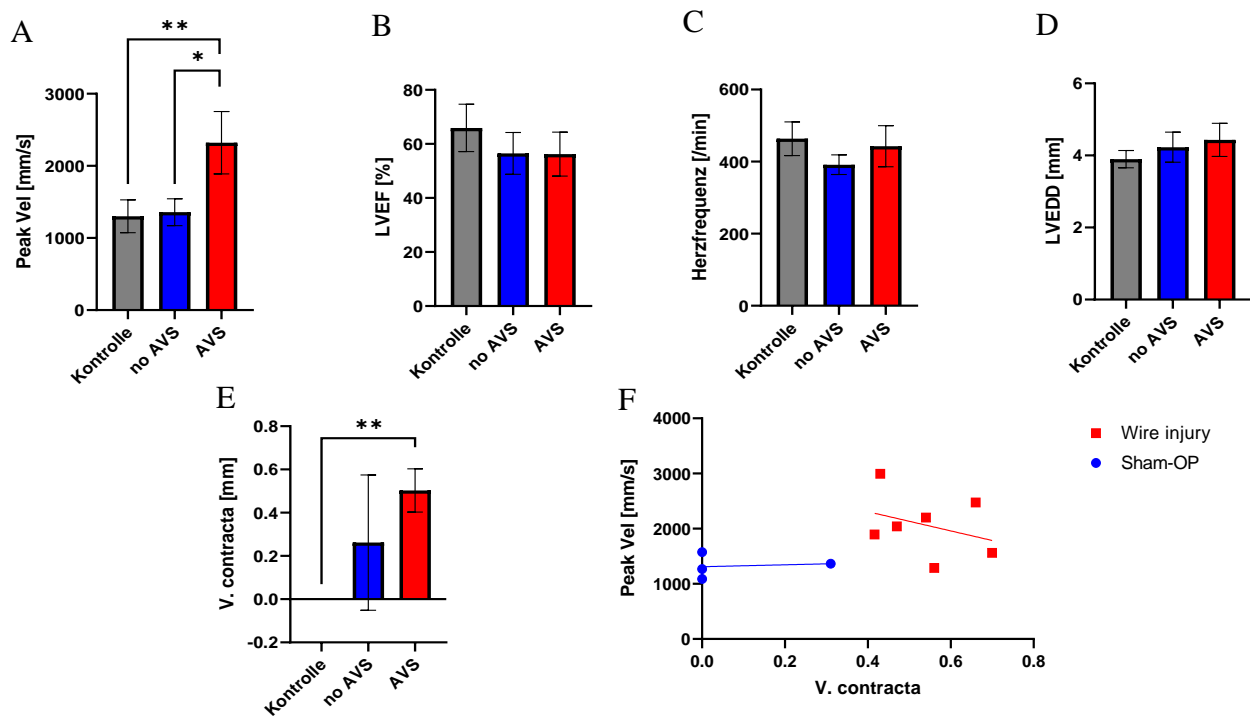 A
**
*
Peak Vel [mm/s]
3000
2000
1000
0
Kontrolle
no AVS
AVS
B
LVEF [%]
80
60
40
20
0
Kontrolle
no AVS
AVS
C
Herzfrequenz [/min]
600
400
200
0
Kontrolle
no AVS
AVS
D
LVEDD [mm]
6
4
2
0
Kontrolle
no AVS
AVS
E
**
V. contracta [mm]
0.8
0.6
0.4
0.2
0.0
-0.2
Kontrolle
no AVS
AVS
F
Peak Vel [mm/s]
4000
3000
2000
1000
0
0.0 0.2 0.4 0.6 0.8
V. contracta
Wire injury
Sham-OP